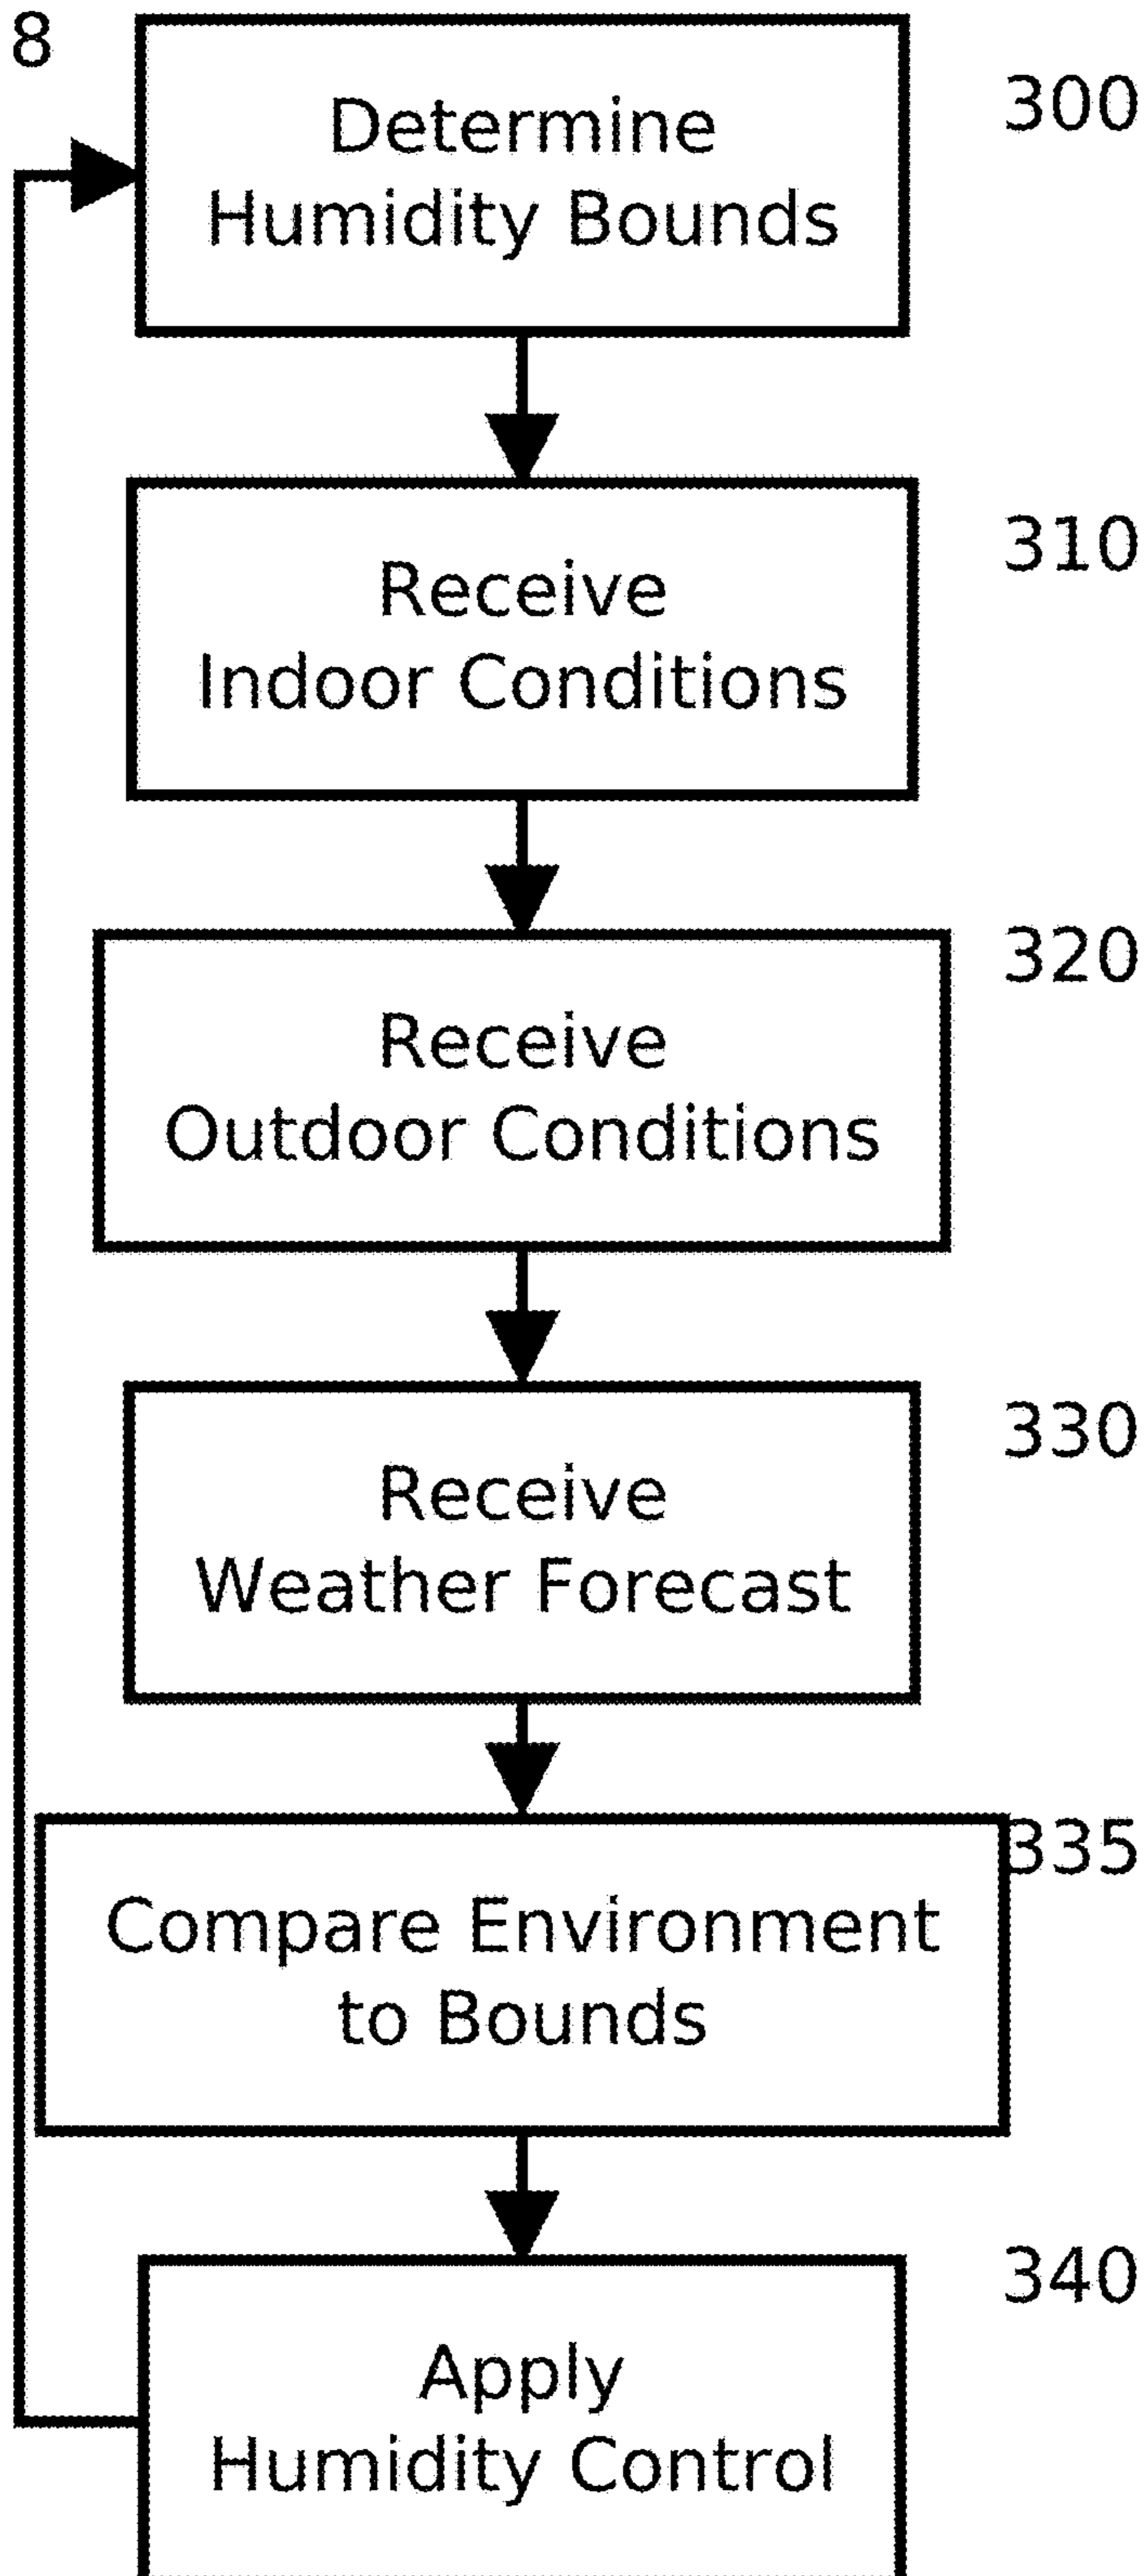 8
Determine
Humidity Bounds
300
Receive
Indoor Conditions
310
Receive
Outdoor Conditions
320
Receive
Weather Forecast
330
Compare Environment
to Bounds
335
Apply
Humidity Control
340